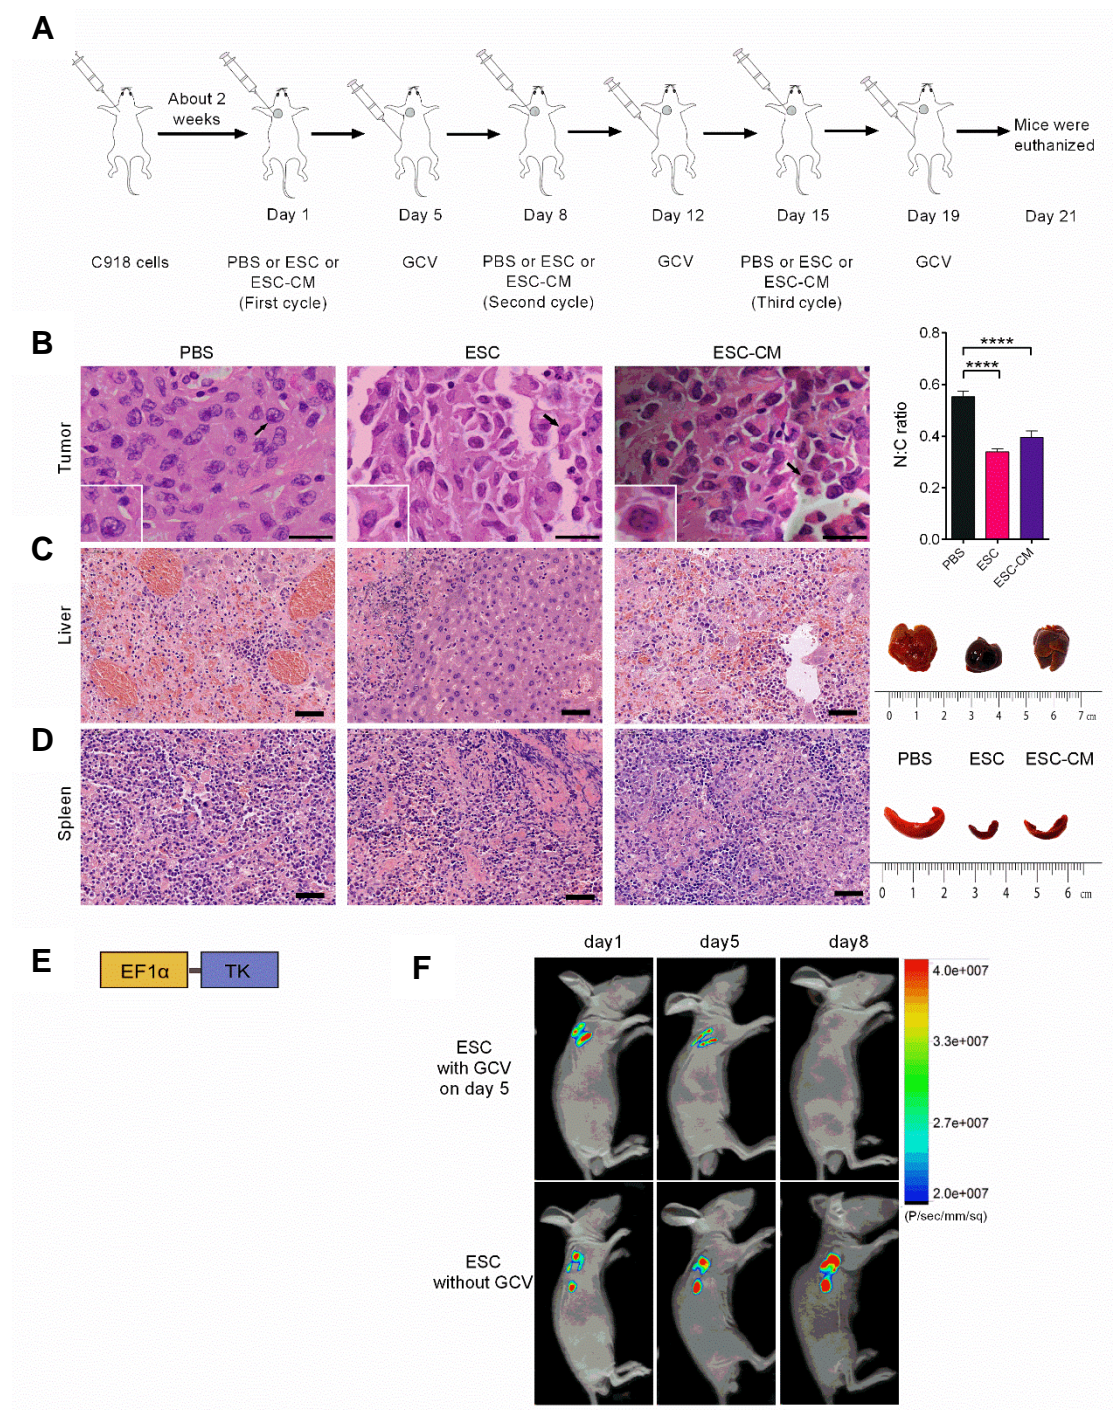 A
About 2
weeks
Mice were
euthanized
Day 1
Day 5
Day 8
Day 12
Day 15
Day 19
Day 21
C918 cells
PBS or ESC or
ESC-CM
(First cycle)
GCV
PBS or ESC or
ESC-CM
(Second cycle)
GCV
PBS or ESC or
ESC-CM
(Third cycle)
GCV
B
PBS
ESC
ESC-CM
Tumor
N:C ratio
0.8
0.6
0.4
0.2
0.0
****
****
PBS
ESC
ESC-CM
C
Liver
0 1 2 3 4 5 6 7 cm
D
Spleen
PBS ESC ESC-CM
0 1 2 3 4 5 6 cm
E
EF1α
TK
F
day1
day5
day8
ESC
with GCV
on day 5
ESC
without GCV
4.0e+007
3.3e+007
2.7e+007
2.0e+007
(P/sec/mm/sq)